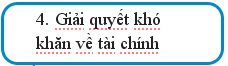 4. Giải quyết khó
khăn về tài chính